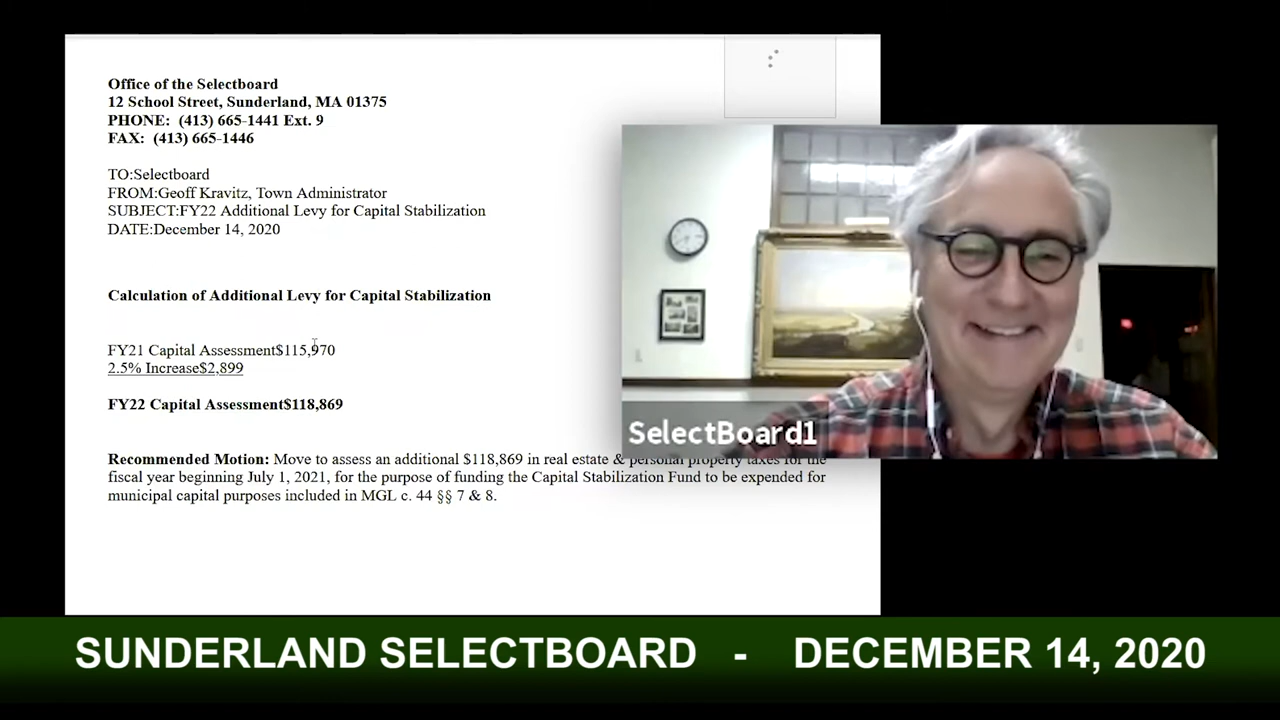 Office of the Selectboard
12 School Street, Sunderland, MA 01375
PHONE:  (413) 665-1441 Ext. 9
FAX:  (413) 665-1446
TO:Selectboard
FROM:Geoff Kravitz, Town Administrator
SUBJECT:FY22 Additional Levy for Capital Stabilization
DATE:December 14, 2020
Calculation of Additional Levy for Capital Stabilization
FY21 Capital Assessment$115,970
2.5% Increase$2,899
FY22 Capital Assessment$118,869
Recommended Motion: Move to assess an additional $118,869 in real estate & personal property taxes for the
fiscal year beginning July 1, 2021, for the purpose of funding the Capital Stabilization Fund to be expended for
municipal capital purposes included in MGL c. 44 §§ 7 & 8.
SelectBoard1
SUNDERLAND SELECTBOARD - DECEMBER 14, 2020